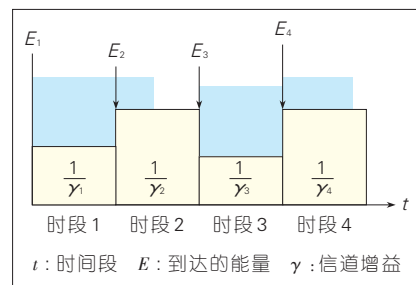 E₁
E₂ E₃ E₄
1/γ₁ 1/γ₂ 1/γ₃ 1/γ₄
t
时段 1 时段 2 时段 3 时段 4
t : 时间段 E : 到达的能量 γ : 信道增益